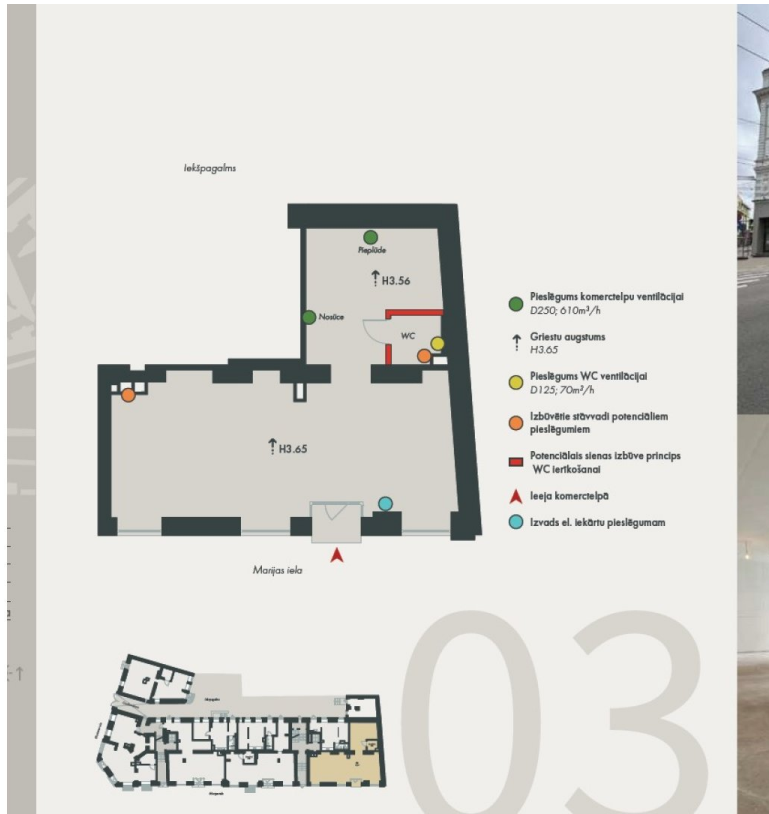 Iekšpagalms
Pieplūde
H3.56
Nosūce
WC
H3.65
Marijas iela
Pieslēgums komerctelpu ventilācijai
D250; 610m³/h
Griestu augstums
H3.65
Pieslēgums WC ventilācijai
D125; 70m³/h
Izbūvētie stāvvadi potenciāliem
pieslēgumiem
Potenciālais sienas izbūve princips
WC ierīkošanai
Ieeja komerctelpā
Izvads el. iekārtu pieslēgumam
03